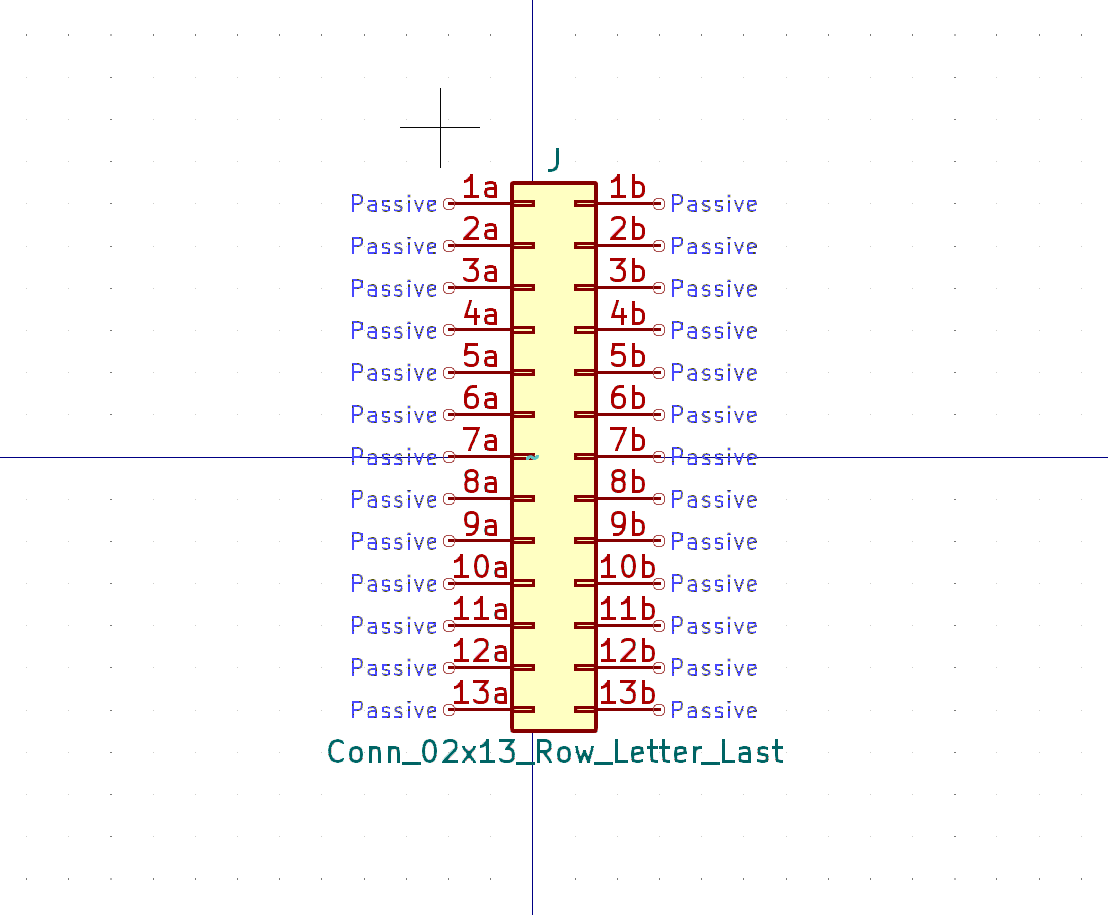 J
Passive 1a 1b Passive
Passive 2a 2b Passive
Passive 3a 3b Passive
Passive 4a 4b Passive
Passive 5a 5b Passive
Passive 6a 6b Passive
Passive 7a 7b Passive
Passive 8a 8b Passive
Passive 9a 9b Passive
Passive 10a 10b Passive
Passive 11a 11b Passive
Passive 12a 12b Passive
Passive 13a 13b Passive
Conn_02x13_Row_Letter_Last